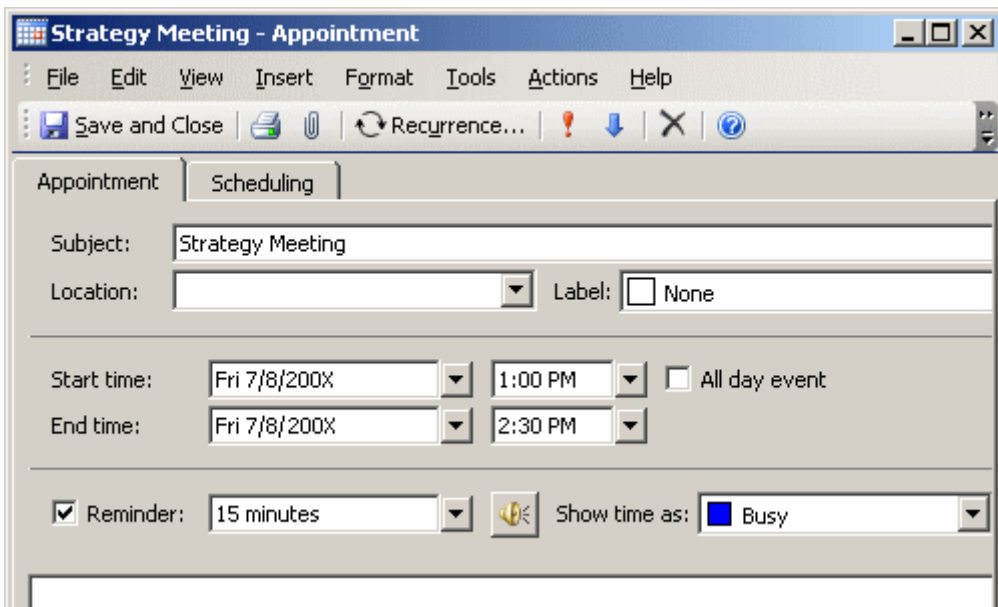 Strategy Meeting - Appointment
File Edit View Insert Format Tools Actions Help
Save and Close Recurrence...
Appointment Scheduling
Subject: Strategy Meeting
Location: Label: None
Start time: Fri 7/8/200X 1:00 PM All day event
End time: Fri 7/8/200X 2:30 PM
Reminder: 15 minutes Show time as: Busy